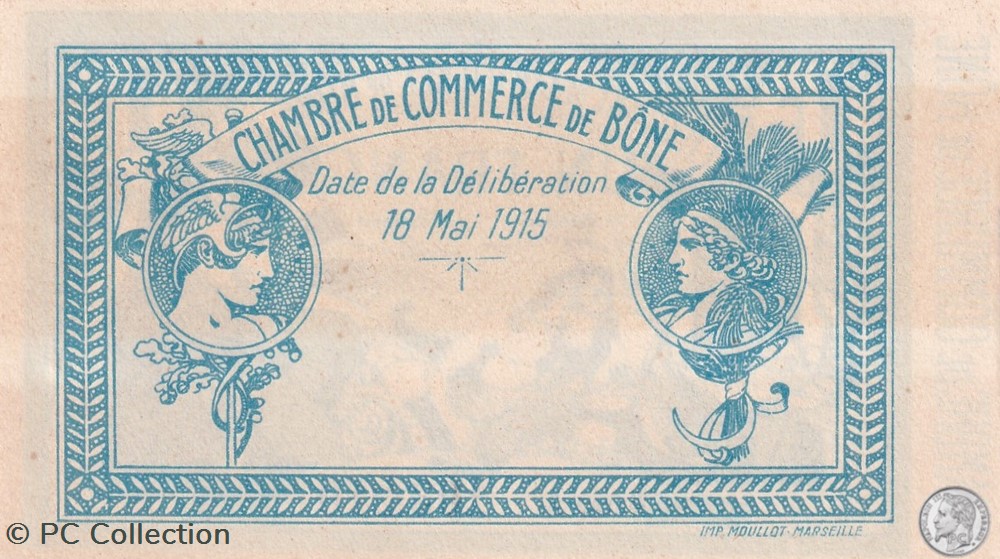 CHAMBRE DE COMMERCE DE BÔNE
Date de la Délibération
18 Mai 1915
IMP. MOULLOT-MARSEILLE
© PC Collection